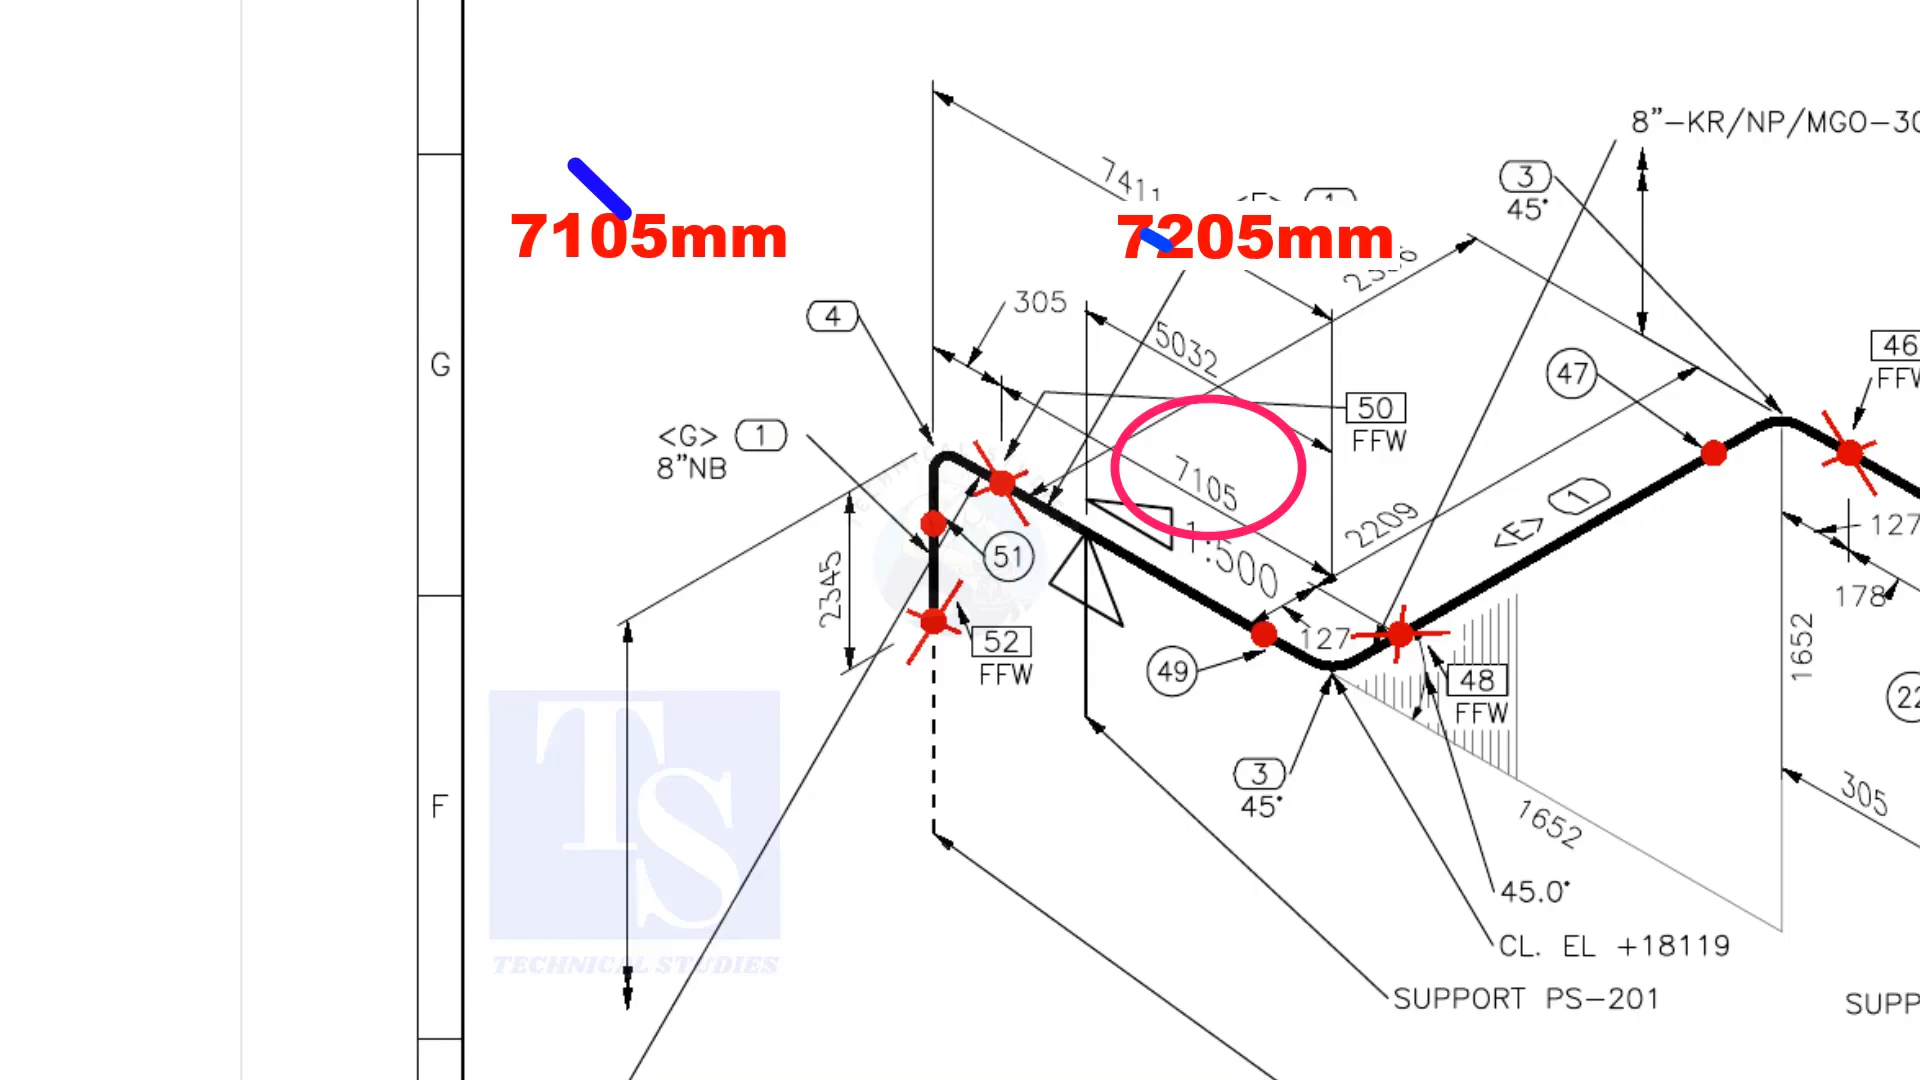 8”-KR/NP/MGO-30
7411
3
45°
7105mm
7205mm
305
4
5032
G
47
46
FFW
50
FFW
<G> 1
8”NB
7105
2209
<E> 1
127
51
1:500
178
2345
52
FFW
127
49
48
FFW
1652
22
3
45°
F
305
1652
45.0°
CL. EL +18119
TS
TECHNICAL STUDIES
SUPPORT PS-201
SUPP